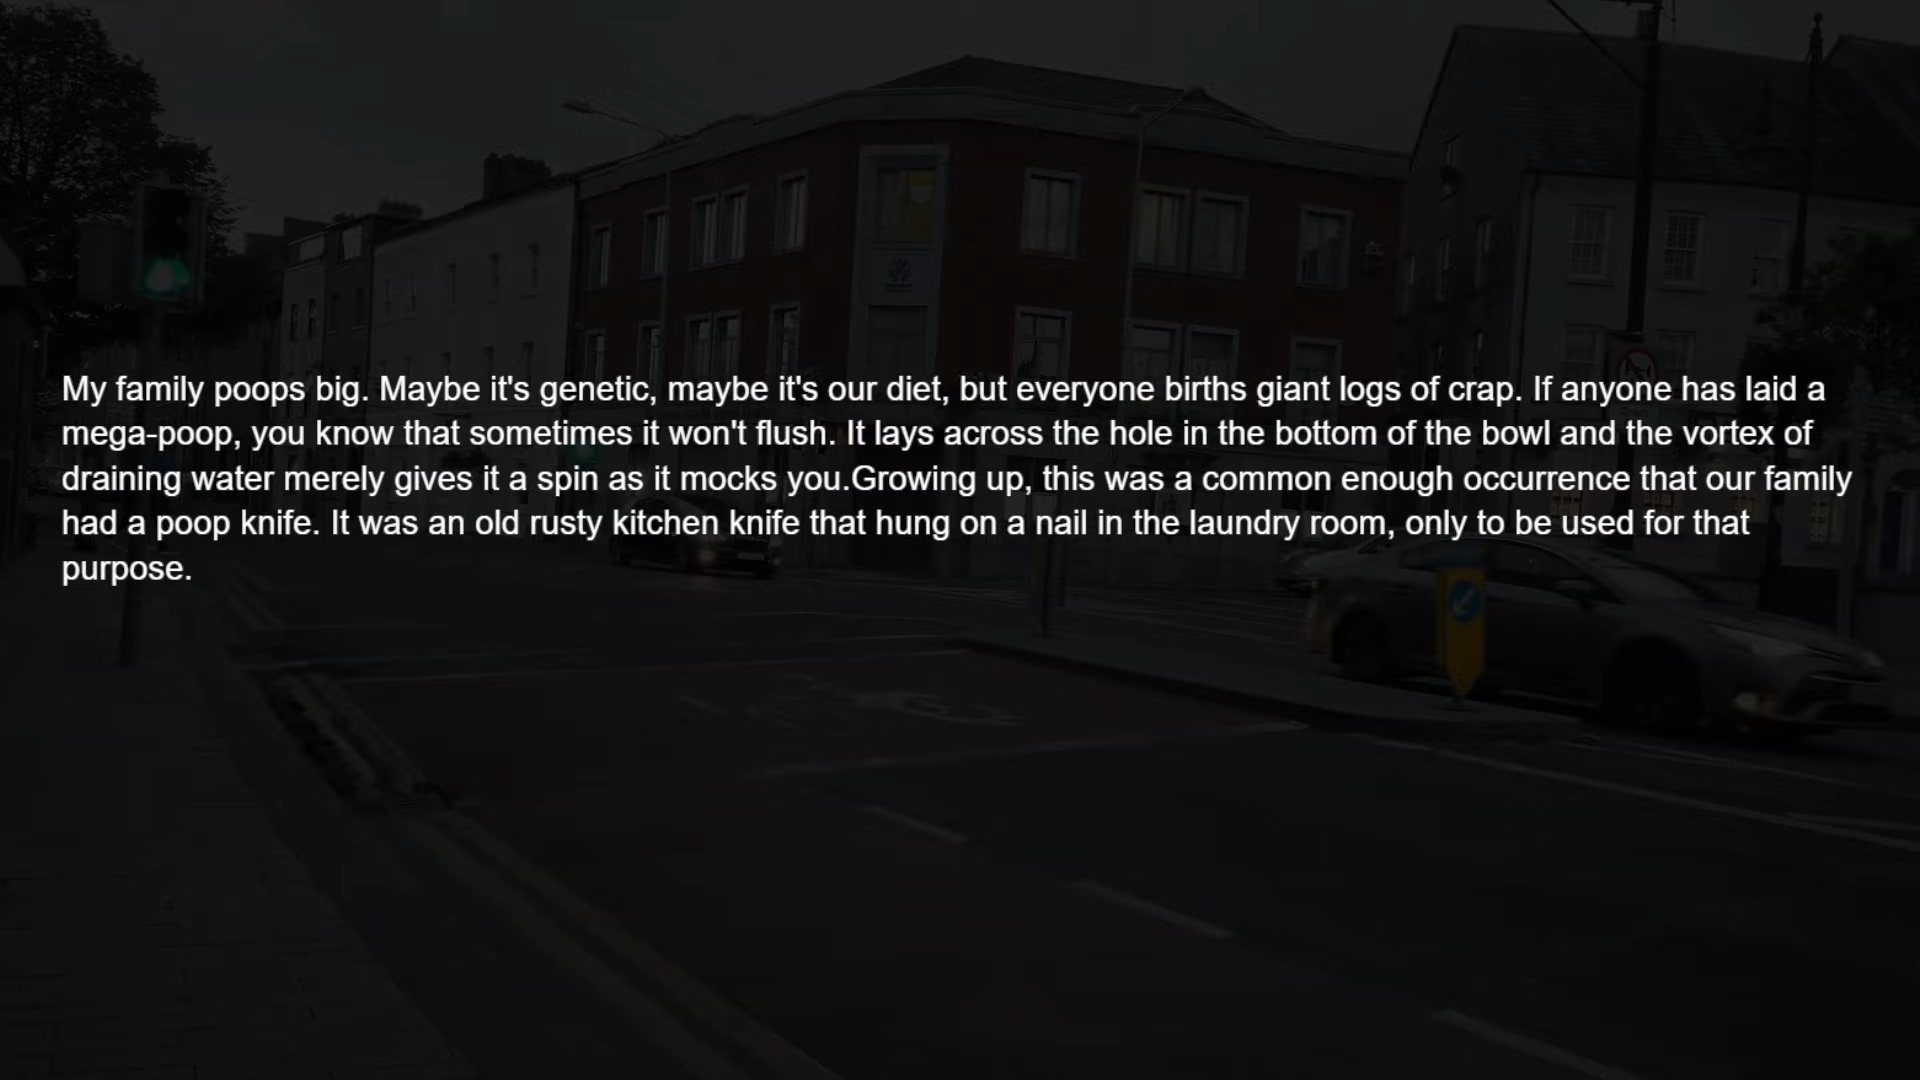 My family poops big. Maybe it's genetic, maybe it's our diet, but everyone births giant logs of crap. If anyone has laid a
mega-poop, you know that sometimes it won't flush. It lays across the hole in the bottom of the bowl and the vortex of
draining water merely gives it a spin as it mocks you.Growing up, this was a common enough occurrence that our family
had a poop knife. It was an old rusty kitchen knife that hung on a nail in the laundry room, only to be used for that
purpose.